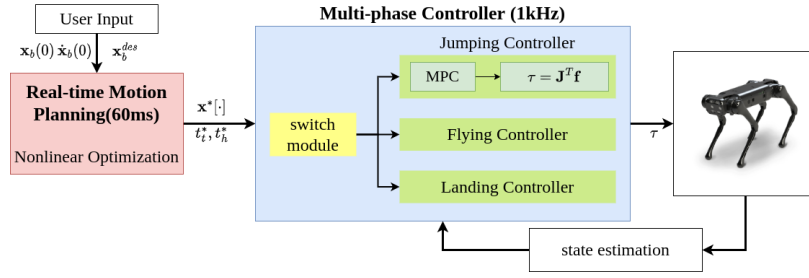 User Input
𝐱_b(0) 𝐱̇_b(0) 𝐱_b^{des}
Real-time Motion
Planning(60ms)
Nonlinear Optimization
𝐱*[·]
t_t^*, t_h^*
Multi-phase Controller (1kHz)
switch
module
Jumping Controller
MPC
τ = 𝐉^T 𝐟
Flying Controller
Landing Controller
τ
state estimation